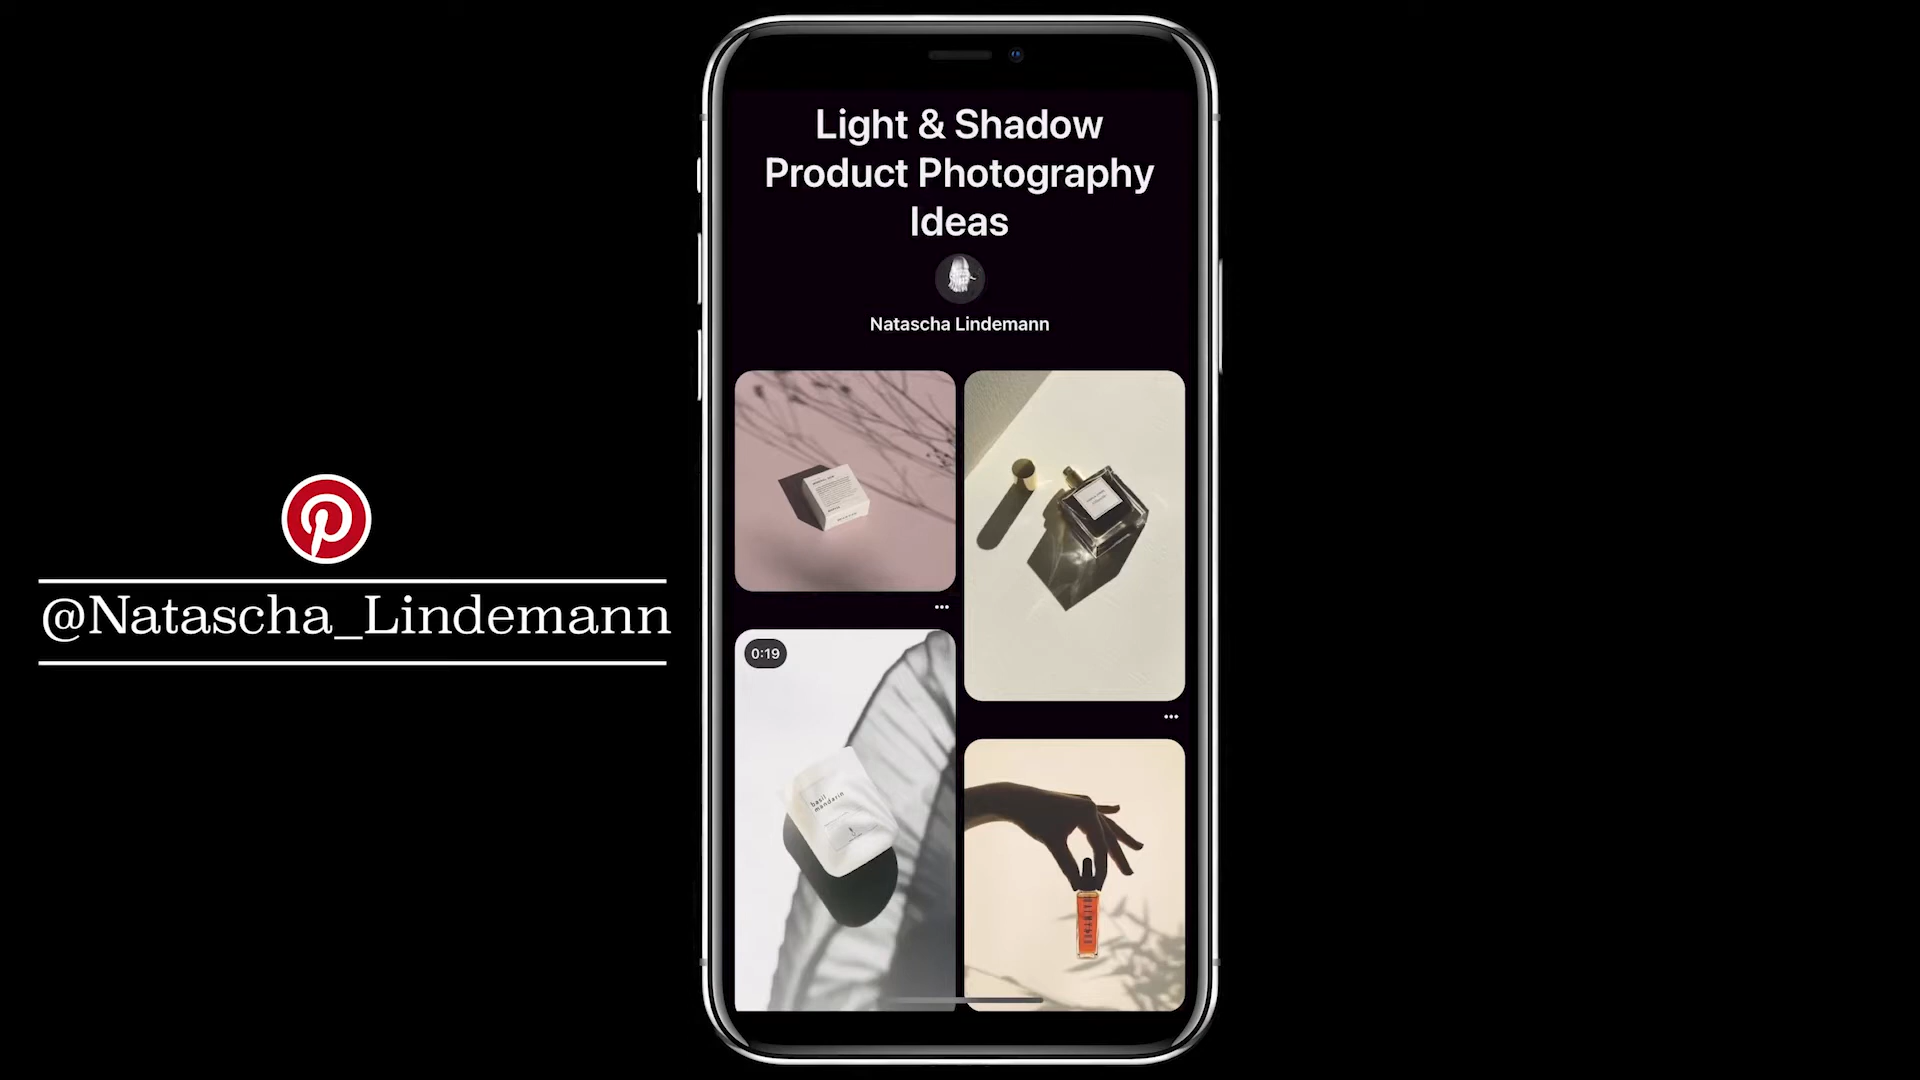 Light & Shadow
Product Photography
Ideas
Natascha Lindemann
@Natascha_Lindemann
0:19
basil
mandarin